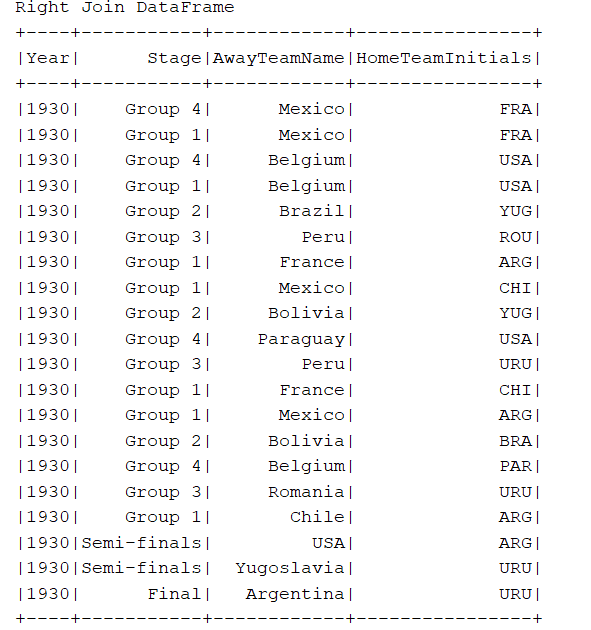 Right Join DataFrame
+----+-----------+------------+----------------+
|Year|      Stage|AwayTeamName|HomeTeamInitials|
+----+-----------+------------+----------------+
|1930|    Group 4|      Mexico|             FRA|
|1930|    Group 1|      Mexico|             FRA|
|1930|    Group 4|     Belgium|             USA|
|1930|    Group 1|     Belgium|             USA|
|1930|    Group 2|      Brazil|             YUG|
|1930|    Group 3|        Peru|             ROU|
|1930|    Group 1|      France|             ARG|
|1930|    Group 1|      Mexico|             CHI|
|1930|    Group 2|     Bolivia|             YUG|
|1930|    Group 4|    Paraguay|             USA|
|1930|    Group 3|        Peru|             URU|
|1930|    Group 1|      France|             CHI|
|1930|    Group 1|      Mexico|             ARG|
|1930|    Group 2|     Bolivia|             BRA|
|1930|    Group 4|     Belgium|             PAR|
|1930|    Group 3|     Romania|             URU|
|1930|    Group 1|       Chile|             ARG|
|1930|Semi-finals|         USA|             ARG|
|1930|Semi-finals|  Yugoslavia|             URU|
|1930|      Final|   Argentina|             URU|
+----+-----------+------------+----------------+